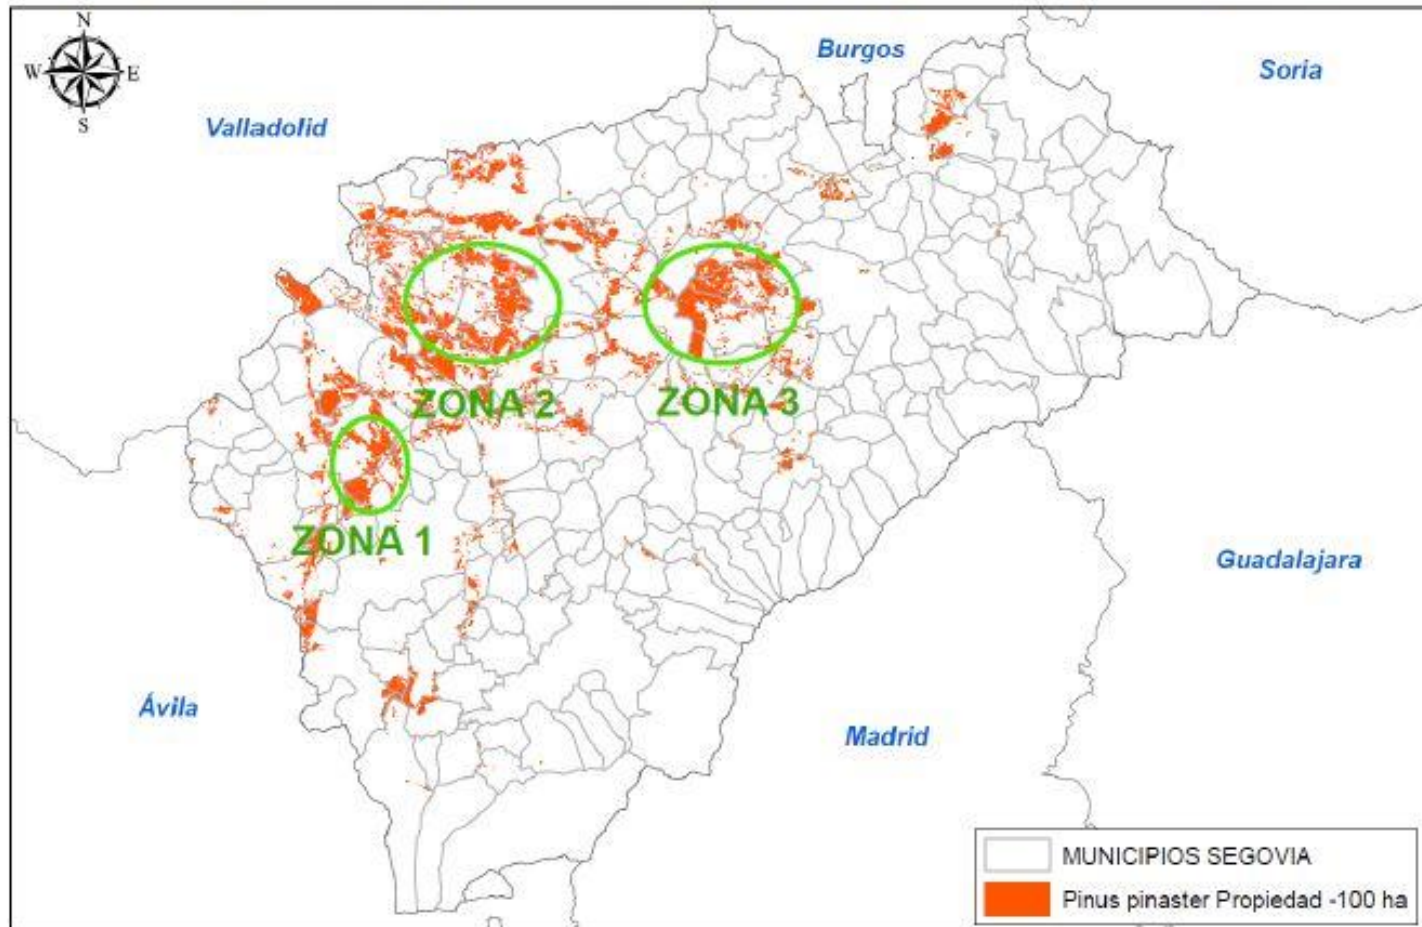 N
W E
S
Burgos
Soria
Valladolid
ZONA 2
ZONA 3
ZONA 1
Guadalajara
Ávila
Madrid
MUNICIPIOS SEGOVIA
Pinus pinaster Propiedad -100 ha